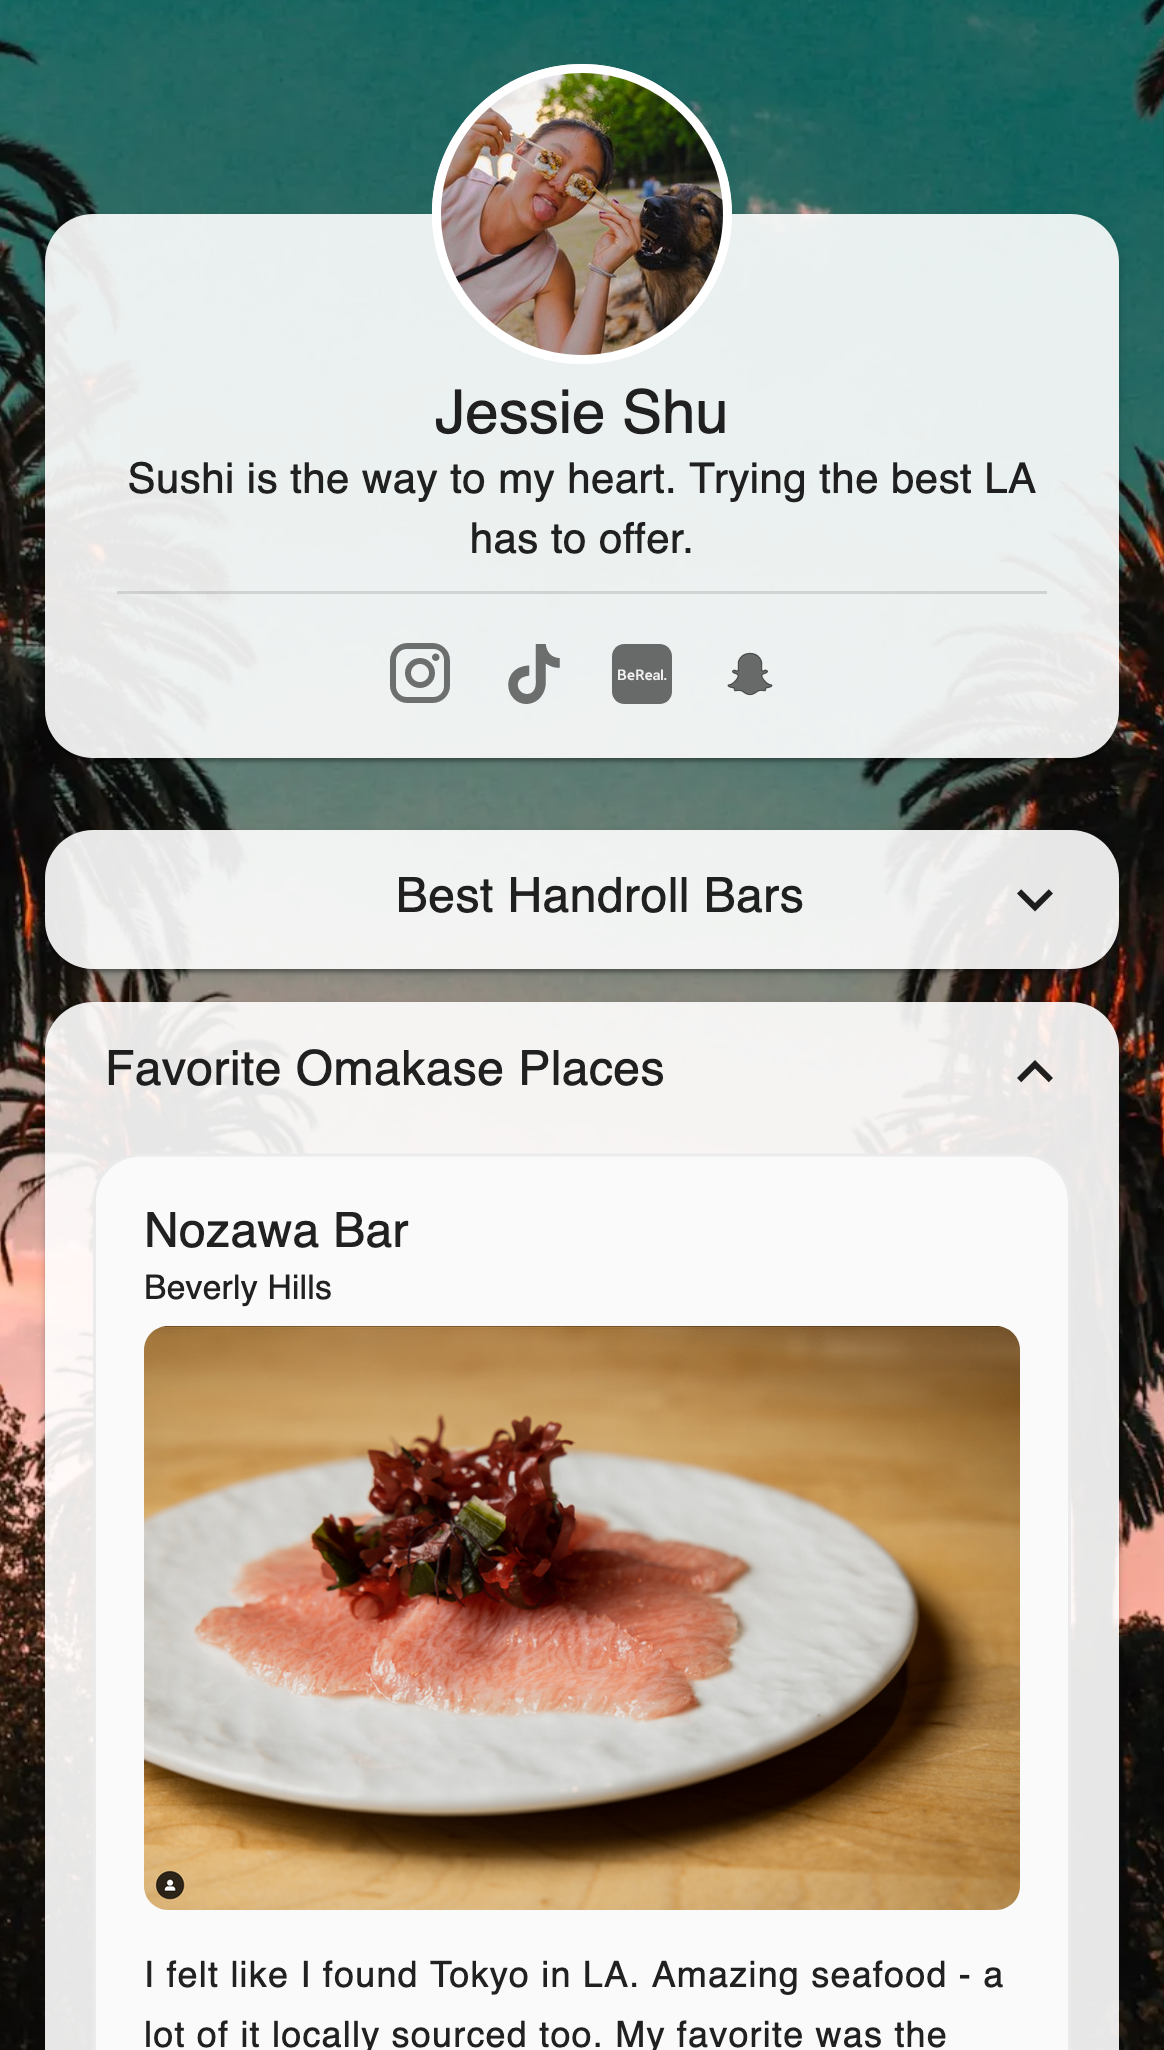 Jessie Shu
Sushi is the way to my heart. Trying the best LA
has to offer.
BeReal.
Best Handroll Bars
Favorite Omakase Places
Nozawa Bar
Beverly Hills
I felt like I found Tokyo in LA. Amazing seafood - a
lot of it locally sourced too. My favorite was the